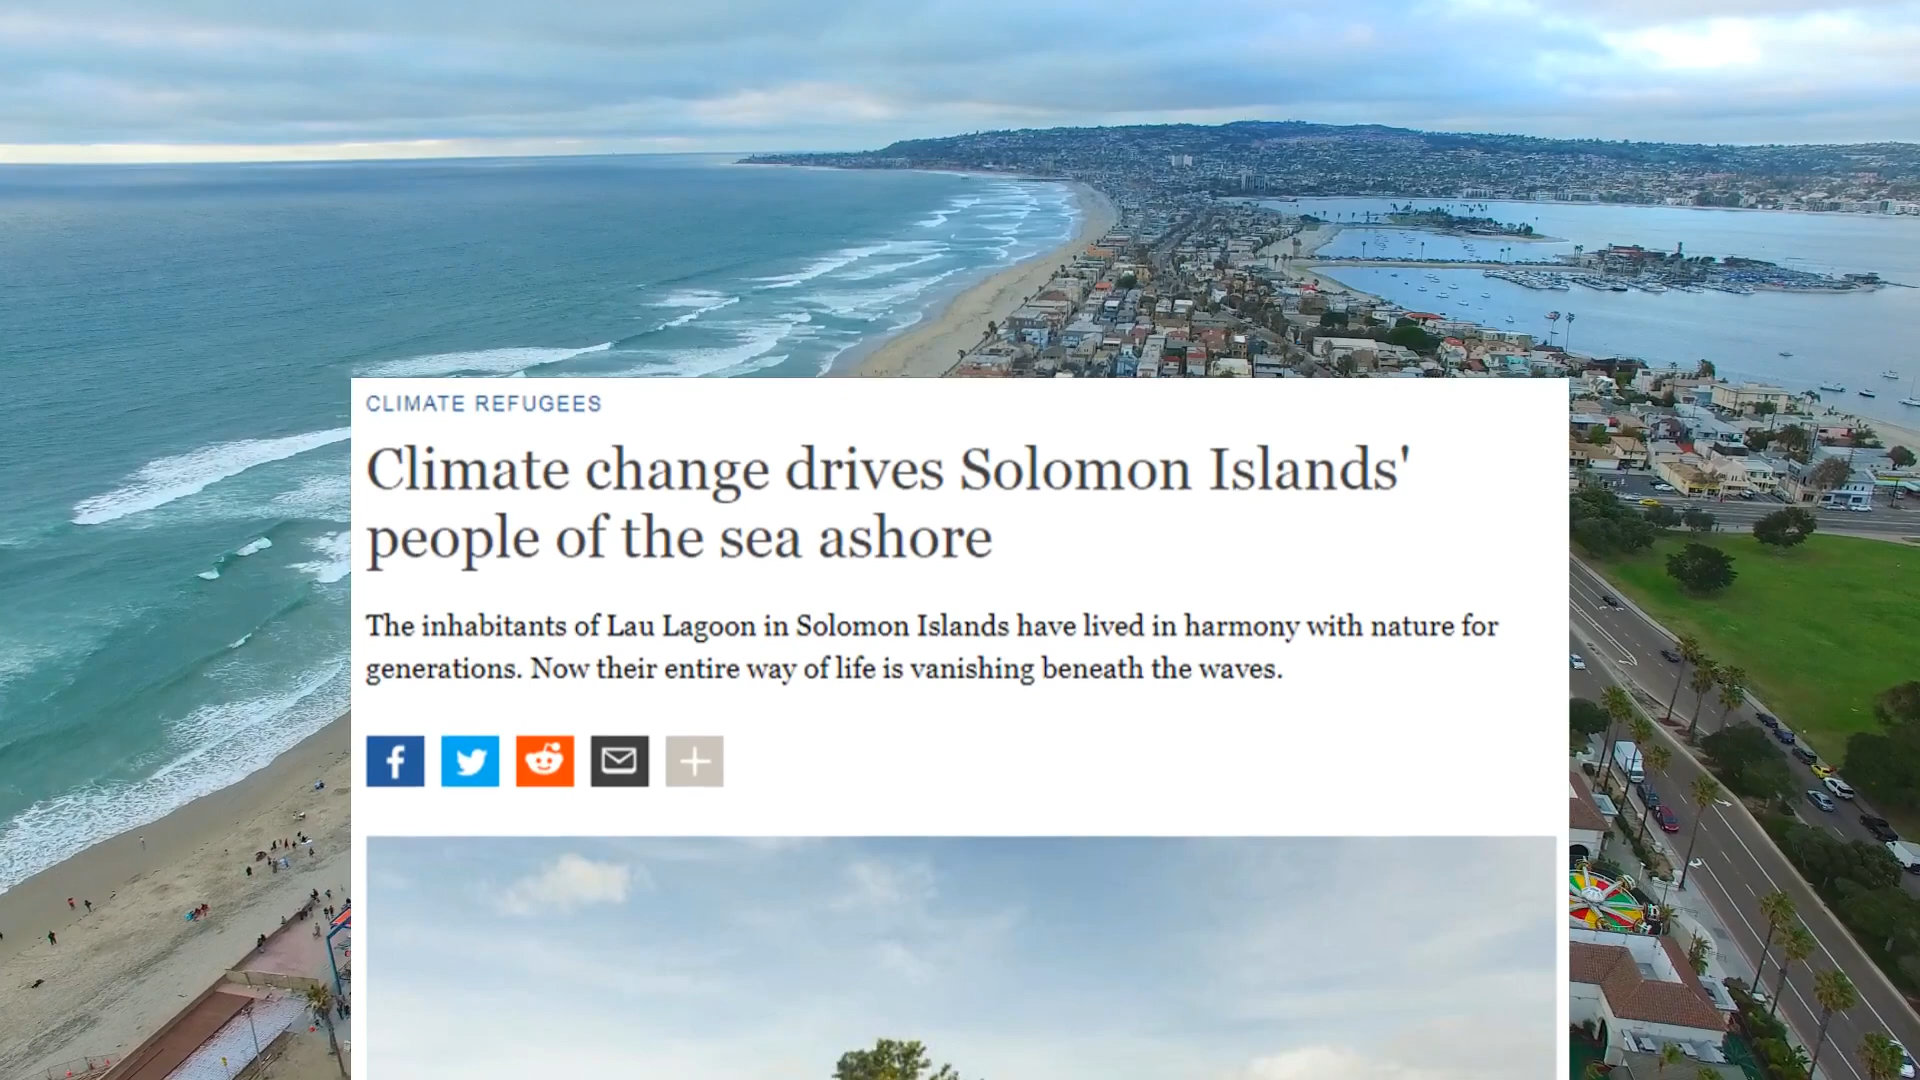 CLIMATE REFUGEES
Climate change drives Solomon Islands'
people of the sea ashore
The inhabitants of Lau Lagoon in Solomon Islands have lived in harmony with nature for
generations. Now their entire way of life is vanishing beneath the waves.